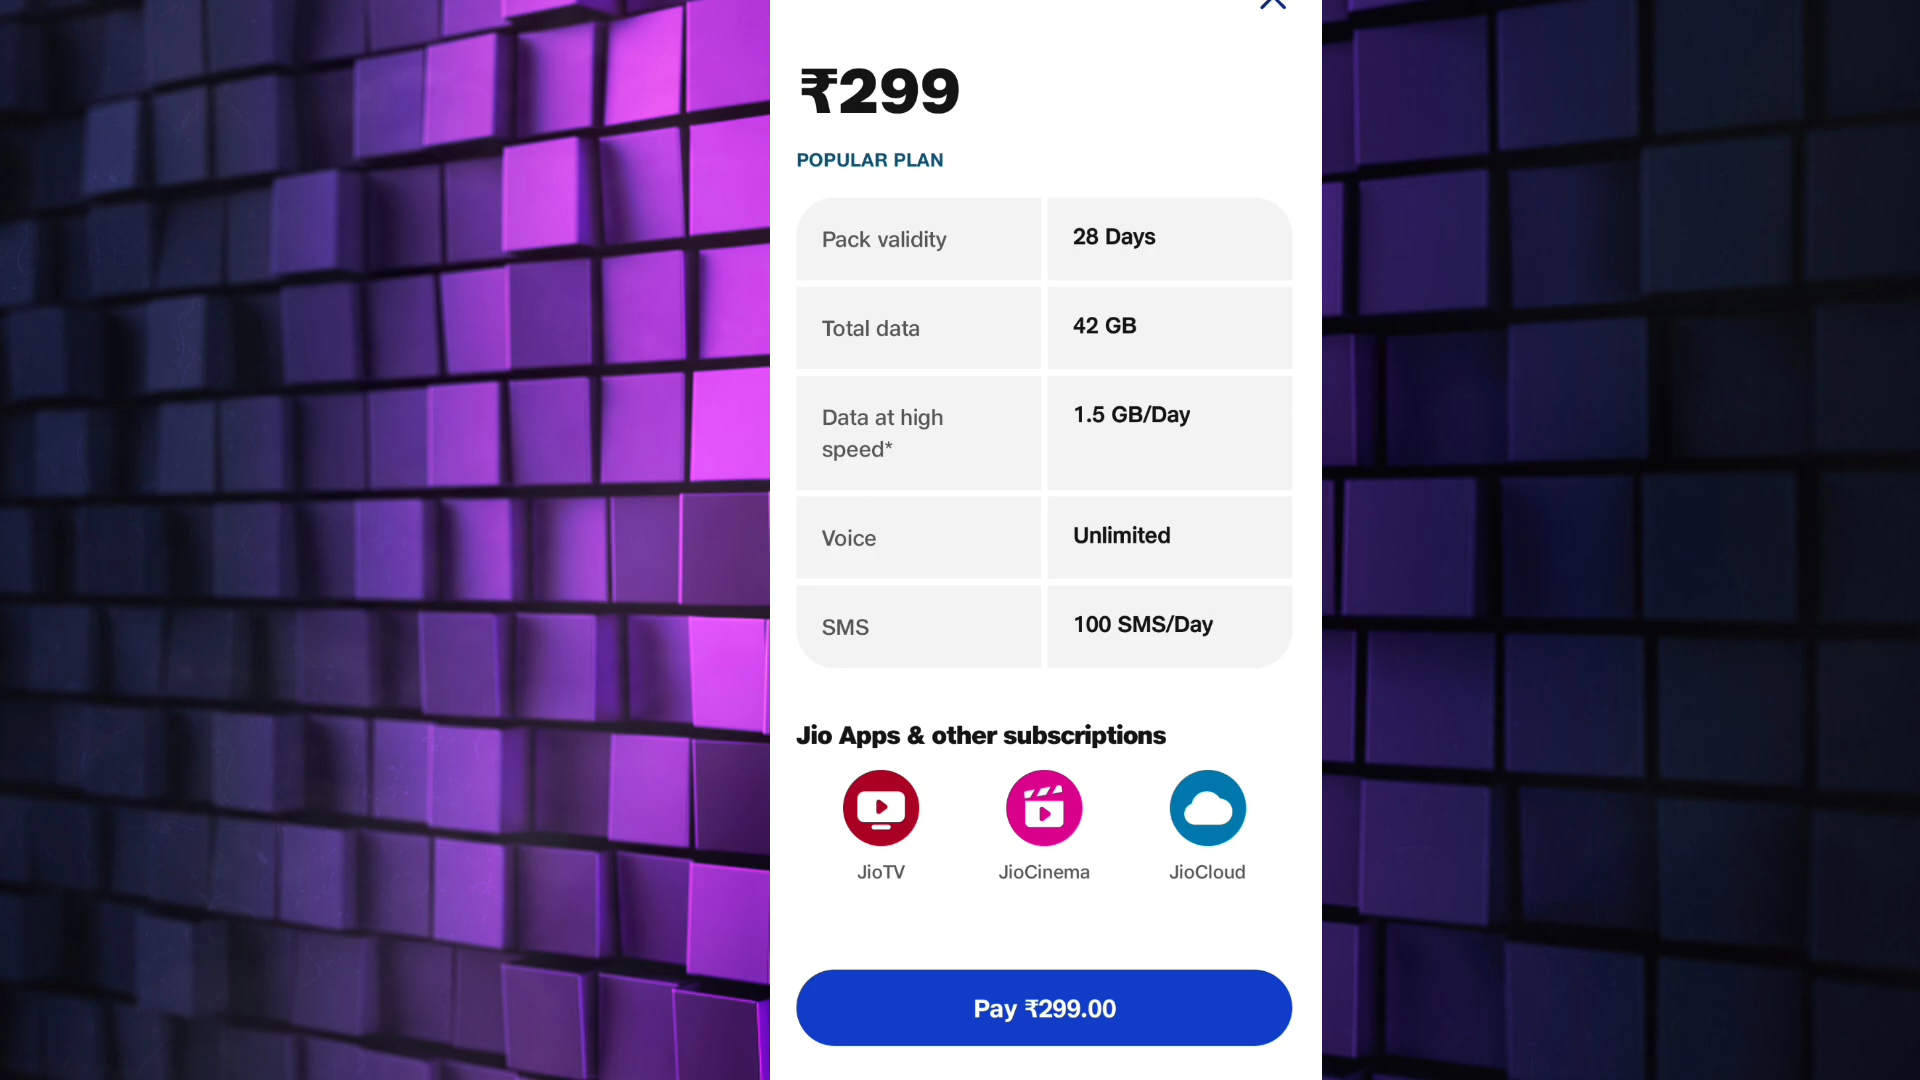 ₹299
POPULAR PLAN
Pack validity 28 Days
Total data 42 GB
Data at high speed* 1.5 GB/Day
Voice Unlimited
SMS 100 SMS/Day
Jio Apps & other subscriptions
JioTV JioCinema JioCloud
Pay ₹299.00